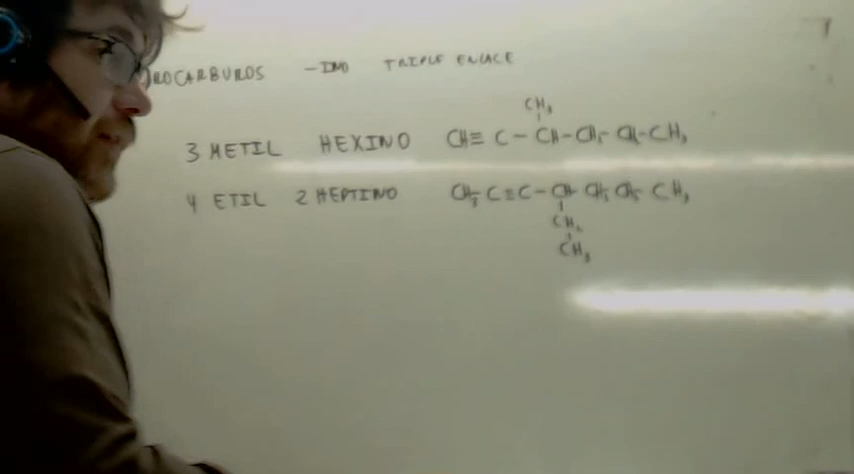 DROCARBUROS -INO TRIPLE ENLACE
CH₃
3 METIL HEXINO CH≡C-CH-CH₂-CH₂-CH₃
4 ETIL 2 HEPTINO CH₃-C≡C-CH-CH₂-CH₂-CH₃
CH₂
CH₃